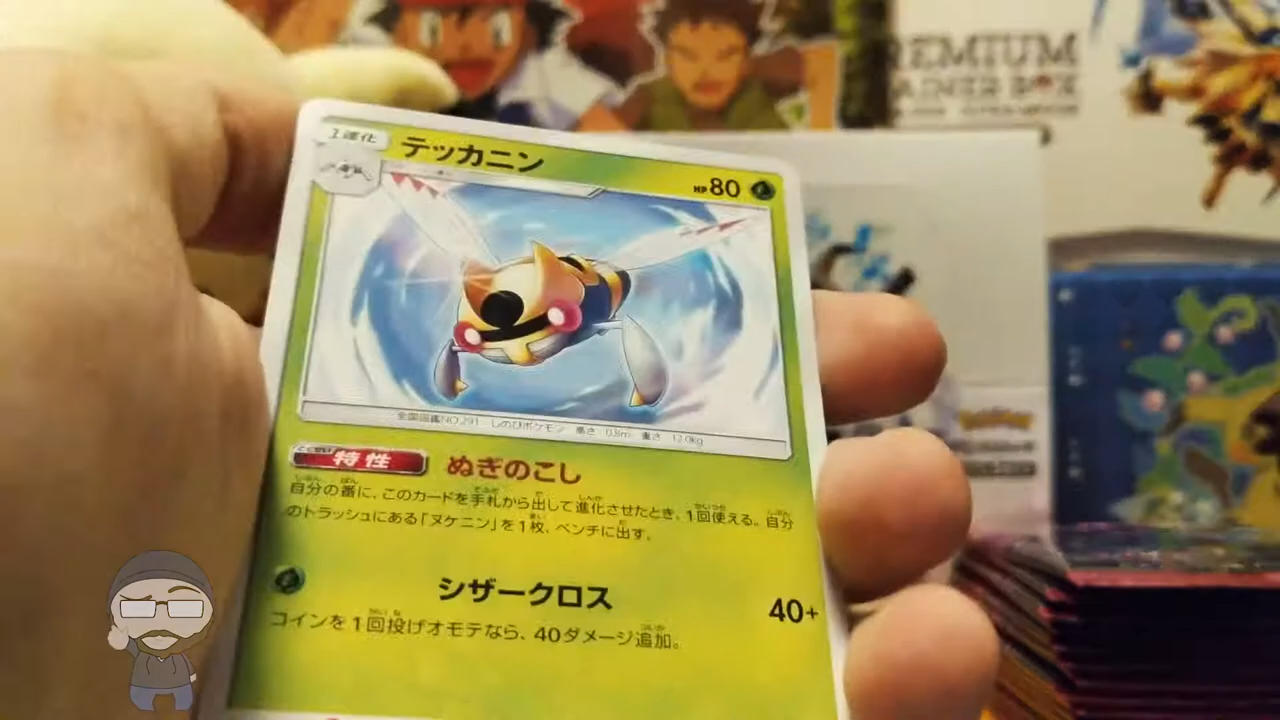 PREMIUM
TRAINER BOX
1進化
テッカニン
HP 80
全国図鑑NO.291 しのびポケモン 高さ 0.8m 重さ 12.0kg
特性 ぬぎのこし
自分の番に、このカードを手札から出して進化させたとき、1回使える。自分
のトラッシュにある「ヌケニン」を1枚、ベンチに出す。
シザークロス 40+
コインを1回投げオモテなら、40ダメージ追加。